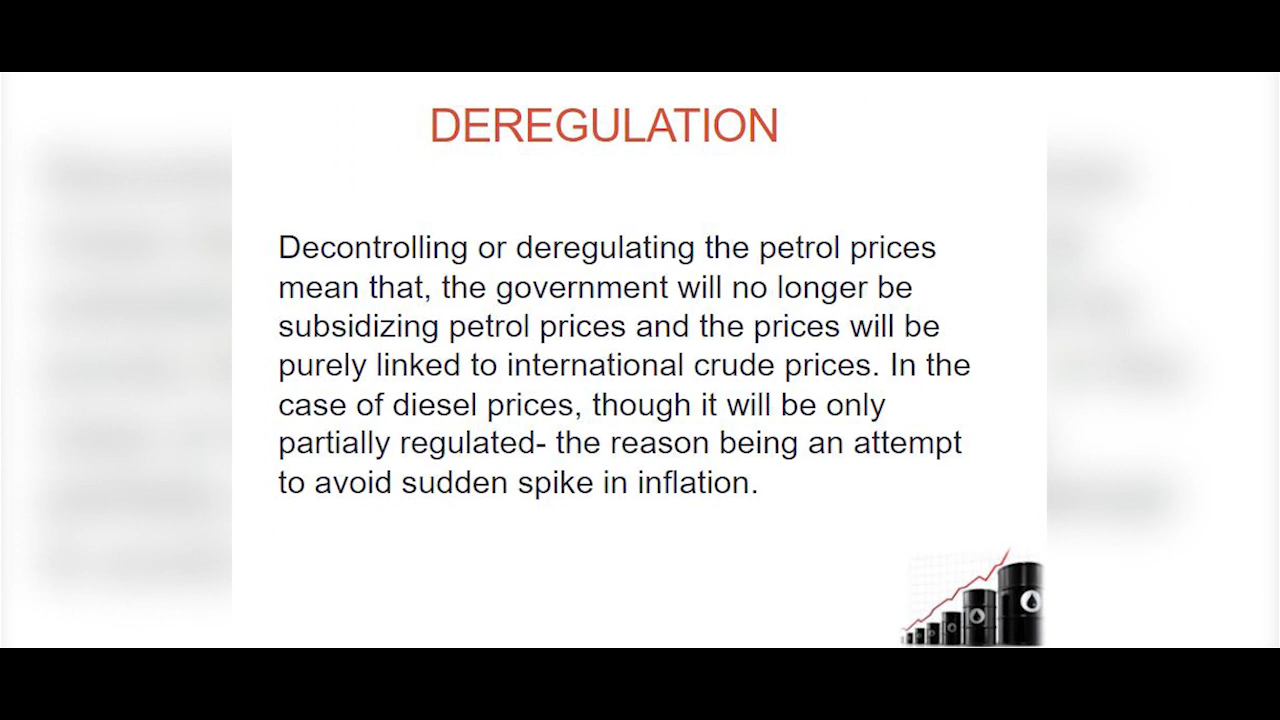 DEREGULATION
Decontrolling or deregulating the petrol prices
mean that, the government will no longer be
subsidizing petrol prices and the prices will be
purely linked to international crude prices. In the
case of diesel prices, though it will be only
partially regulated- the reason being an attempt
to avoid sudden spike in inflation.